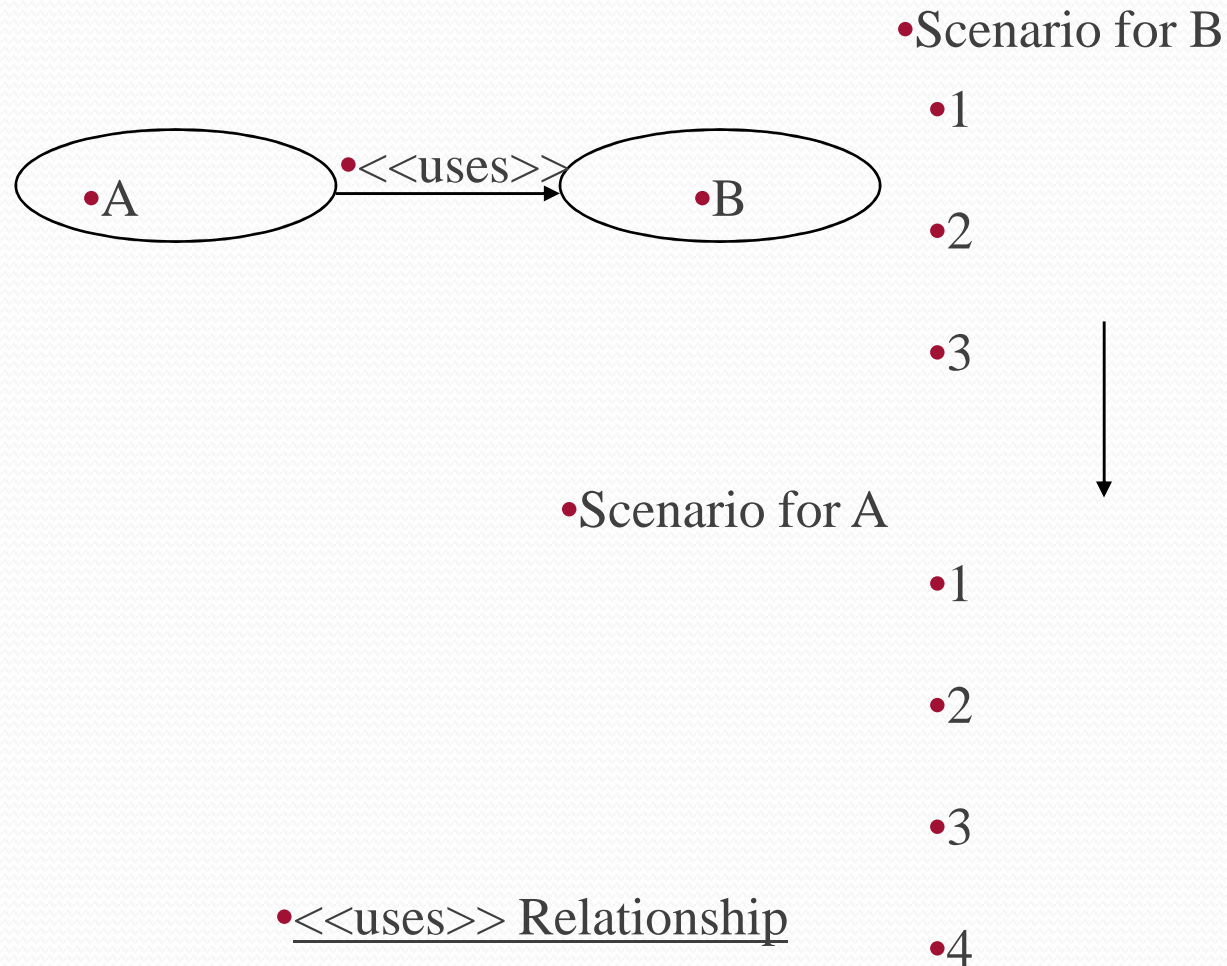 •Scenario for B
•1
•<<uses>>
•A
•B
•2
•3
•Scenario for A
•1
•2
•3
•<<uses>> Relationship
•4